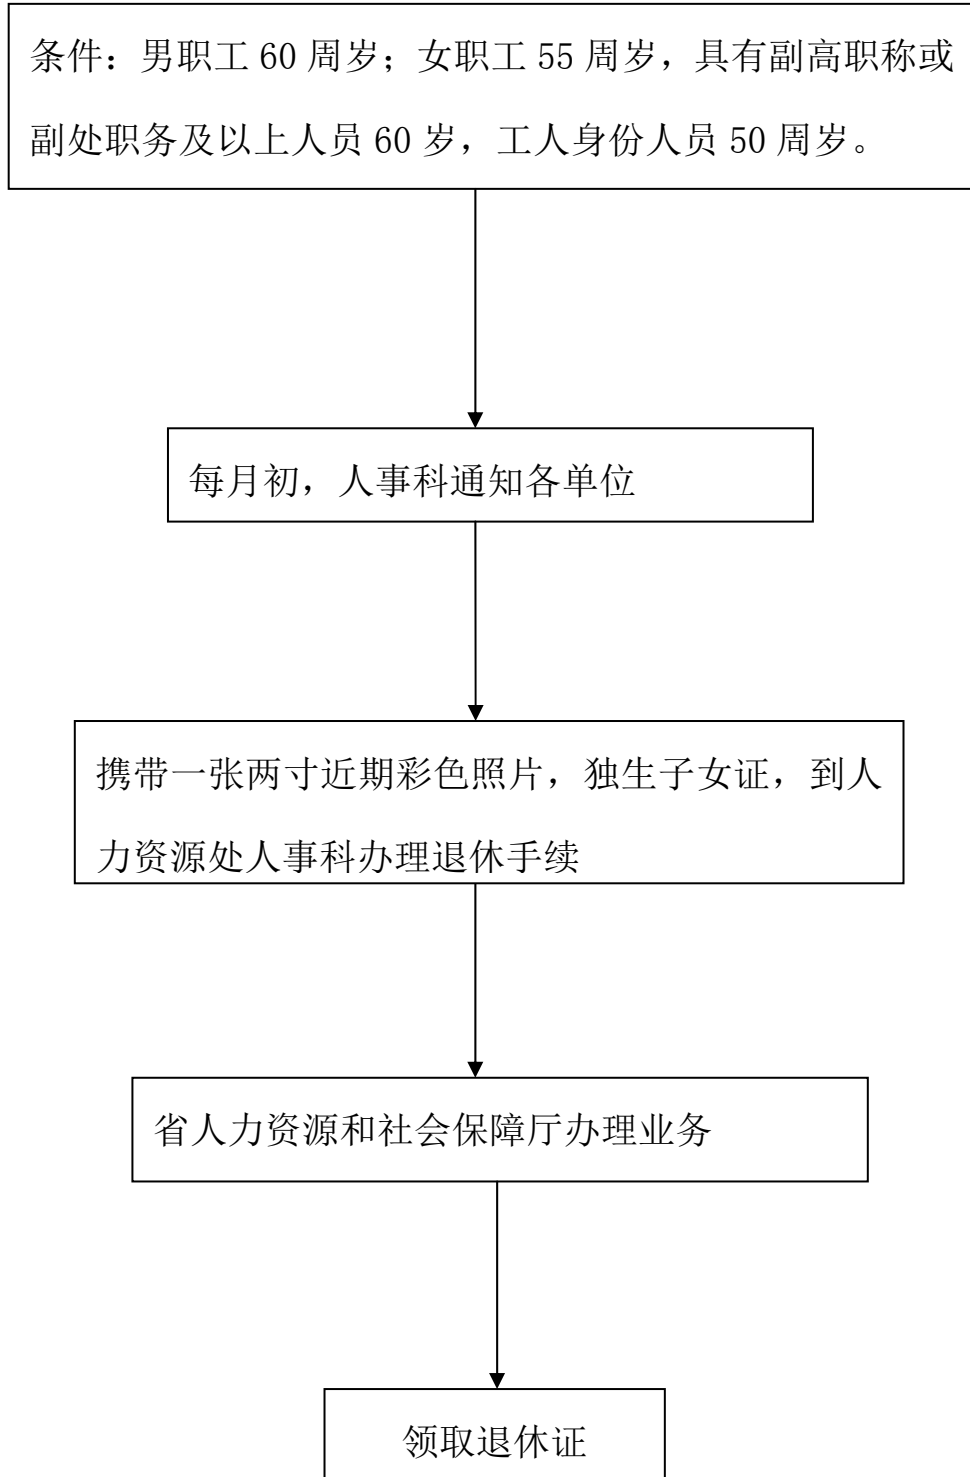 条件：男职工 60 周岁；女职工 55 周岁，具有副高职称或
副处职务及以上人员 60 岁，工人身份人员 50 周岁。
每月初，人事科通知各单位
携带一张两寸近期彩色照片，独生子女证，到人
力资源处人事科办理退休手续
省人力资源和社会保障厅办理业务
领取退休证